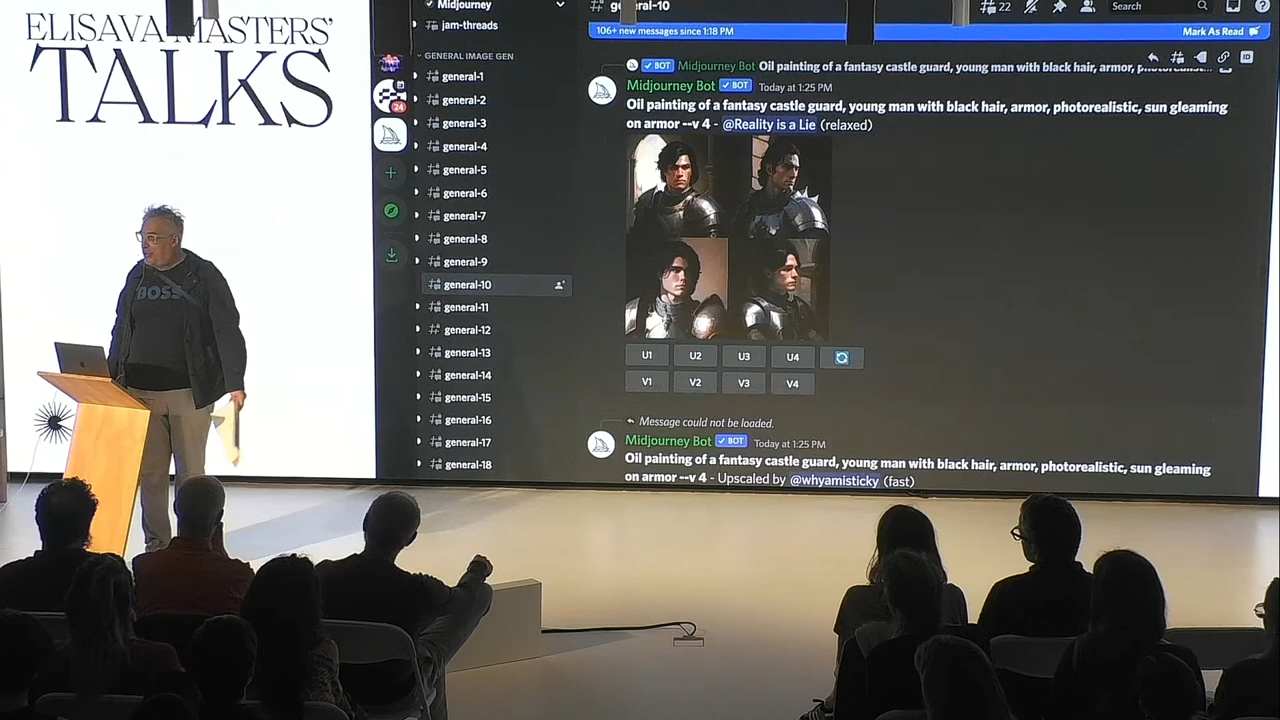 ELISAVA MASTERS'
TALKS
BOSS
Midjourney
jam-threads
GENERAL IMAGE GEN
general-1
general-2
general-3
general-4
general-5
general-6
general-7
general-8
general-9
general-10
general-11
general-12
general-13
general-14
general-15
general-16
general-17
general-18
24
general-10
22
Search
106+ new messages since 1:18 PM
Mark As Read
BOT Midjourney Bot Oil painting of a fantasy castle guard, young man with black hair, armor,
ID
Midjourney Bot BOT Today at 1:25 PM
Oil painting of a fantasy castle guard, young man with black hair, armor, photorealistic, sun gleaming
on armor --v 4 - @Reality is a Lie (relaxed)
U1 U2 U3 U4
V1 V2 V3 V4
Message could not be loaded.
Midjourney Bot BOT Today at 1:25 PM
Oil painting of a fantasy castle guard, young man with black hair, armor, photorealistic, sun gleaming
on armor --v 4 - Upscaled by @whyamisticky (fast)